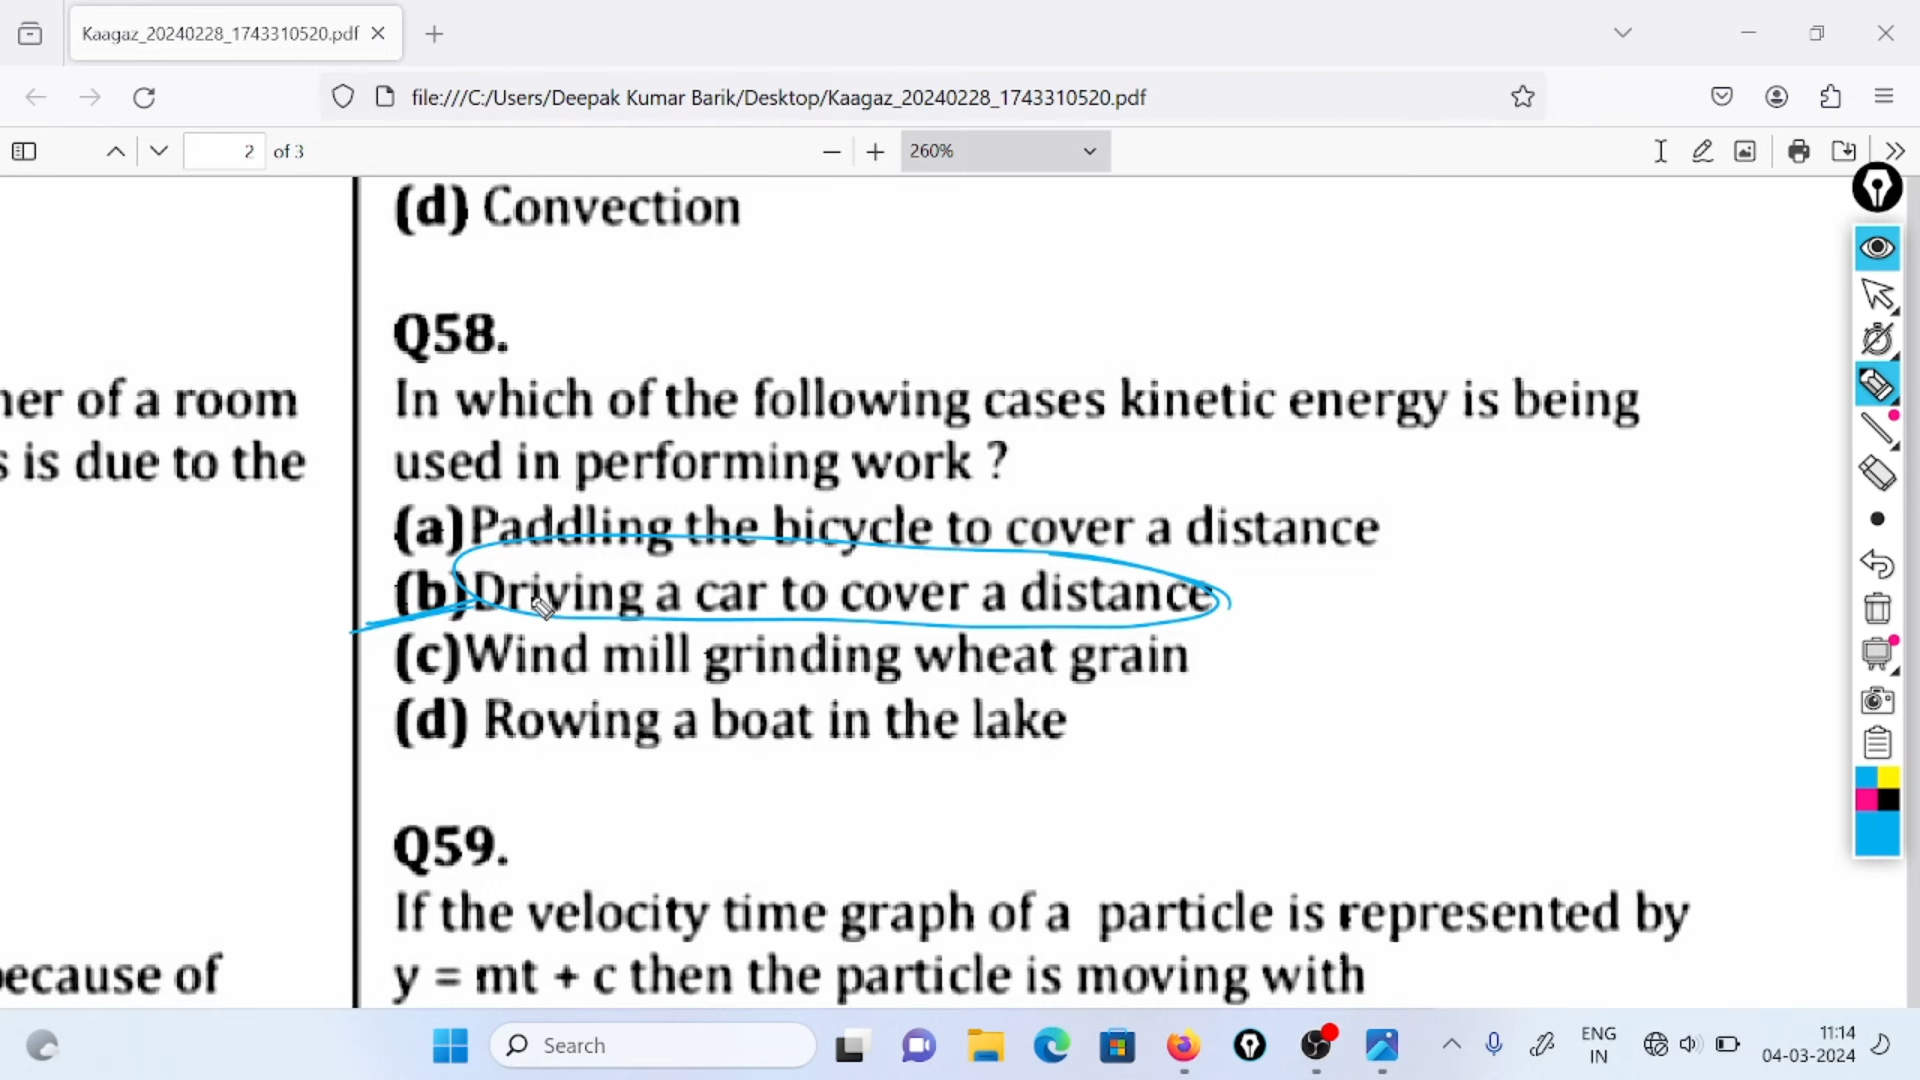 Kaagaz_20240228_1743310520.pdf
file:///C:/Users/Deepak Kumar Barik/Desktop/Kaagaz_20240228_1743310520.pdf
2 of 3
260%
(d) Convection
ner of a room
s is due to the
because of
Q58.
In which of the following cases kinetic energy is being
used in performing work ?
(a)Paddling the bicycle to cover a distance
(b)Driving a car to cover a distance
(c)Wind mill grinding wheat grain
(d) Rowing a boat in the lake
Q59.
If the velocity time graph of a particle is represented by
y = mt + c then the particle is moving with
Search
ENG
IN
11:14
04-03-2024